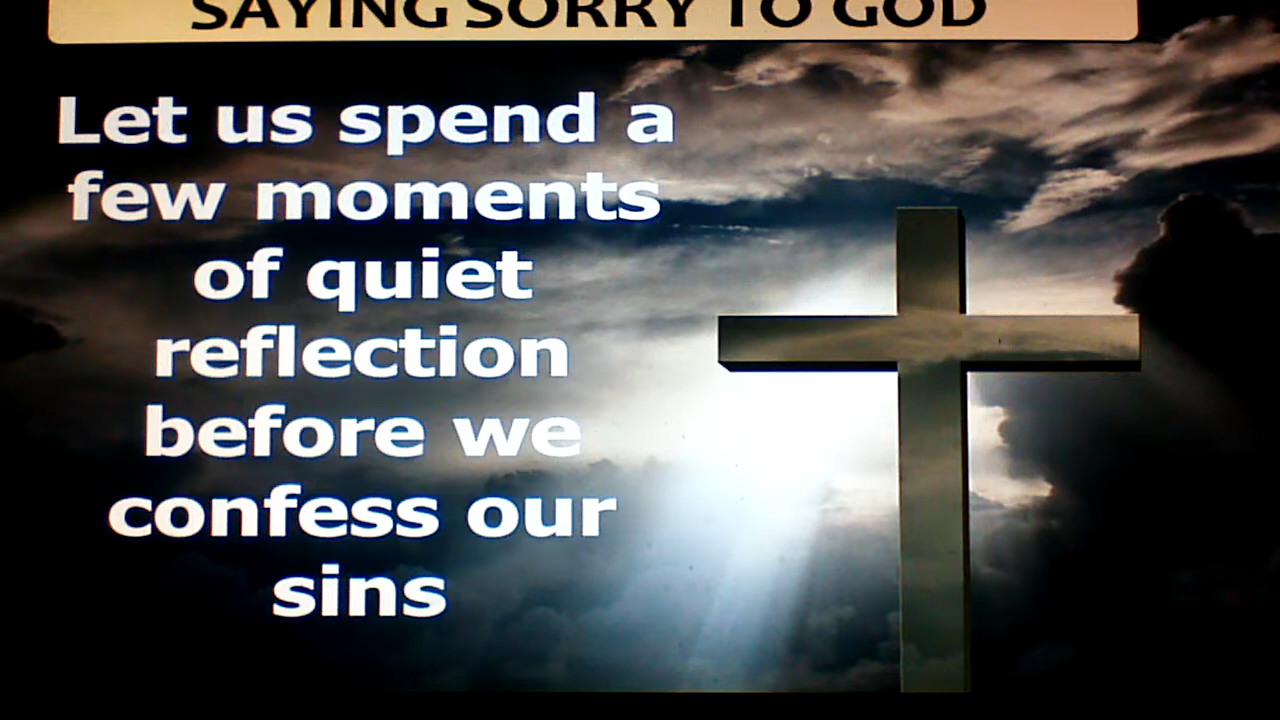 SAYING SORRY TO GOD
Let us spend a
few moments
of quiet
reflection
before we
confess our
sins